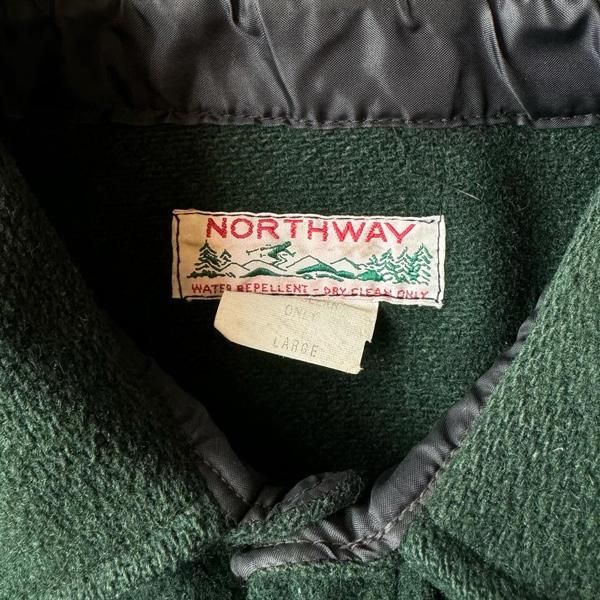 NORTHWAY
WATER REPELLENT - DRY CLEAN ONLY
ONLY
LARGE